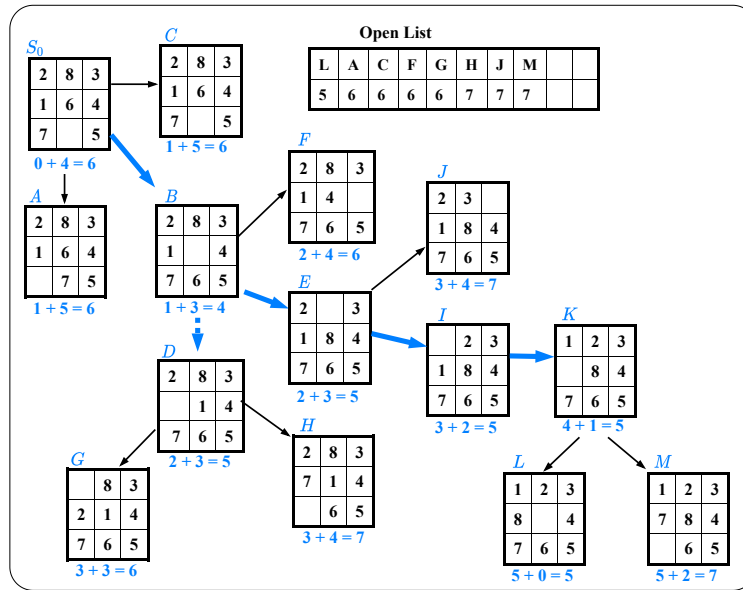 Open List
L A C F G H J M
5 6 6 6 6 7 7 7
S0
2 8 3
1 6 4
7 5
0 + 4 = 6
C
2 8 3
1 6 4
7 5
1 + 5 = 6
A
2 8 3
1 6 4
7 5
1 + 5 = 6
B
2 8 3
1 4
7 6 5
1 + 3 = 4
F
2 8 3
1 4
7 6 5
2 + 4 = 6
J
2 3
1 8 4
7 6 5
3 + 4 = 7
E
2 3
1 8 4
7 6 5
2 + 3 = 5
I
2 3
1 8 4
7 6 5
3 + 2 = 5
K
1 2 3
8 4
7 6 5
4 + 1 = 5
D
2 8 3
1 4
7 6 5
2 + 3 = 5
G
8 3
2 1 4
7 6 5
3 + 3 = 6
H
2 8 3
7 1 4
6 5
3 + 4 = 7
L
1 2 3
8 4
7 6 5
5 + 0 = 5
M
1 2 3
7 8 4
6 5
5 + 2 = 7